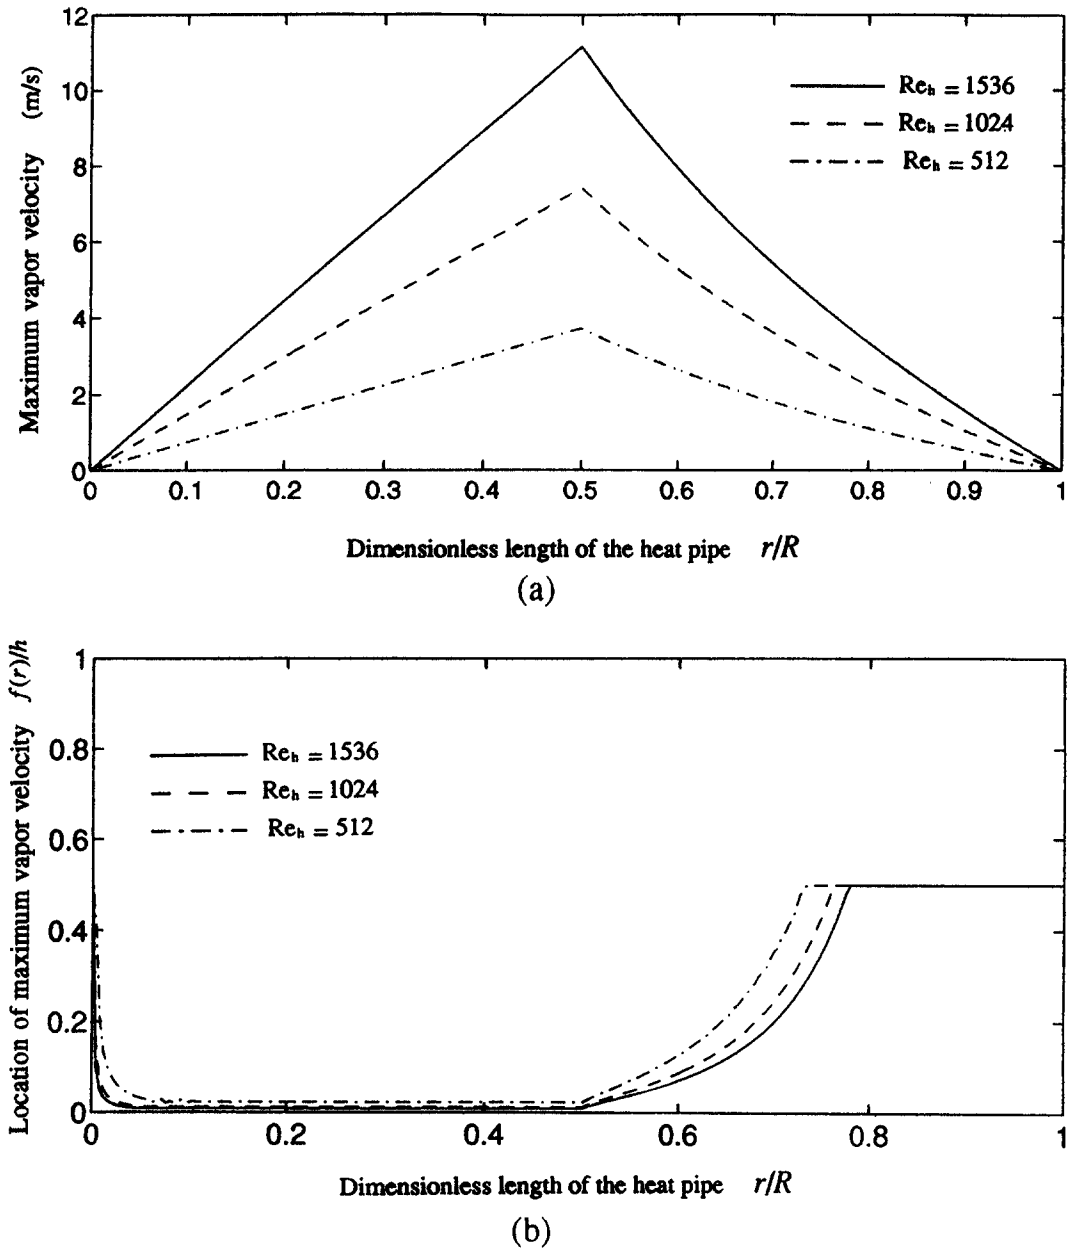 12
10
8
6
4
2
0
Maximum vapor velocity (m/s)
Reₕ = 1536
Reₕ = 1024
Reₕ = 512
0 0.1 0.2 0.3 0.4 0.5 0.6 0.7 0.8 0.9 1
Dimensionless length of the heat pipe r/R
(a)
1
0.8
0.6
0.4
0.2
0
Location of maximum vapor velocity f(r)/h
Reₕ = 1536
Reₕ = 1024
Reₕ = 512
0 0.2 0.4 0.6 0.8 1
Dimensionless length of the heat pipe r/R
(b)